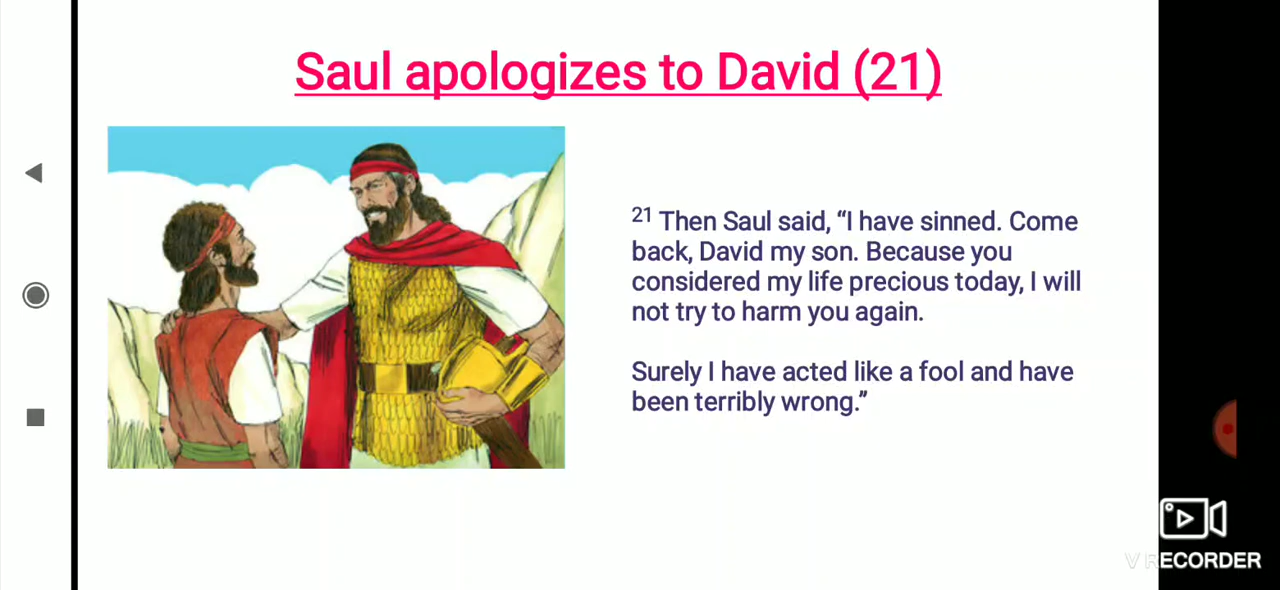 Saul apologizes to David (21)
21 Then Saul said, “I have sinned. Come
back, David my son. Because you
considered my life precious today, I will
not try to harm you again.
Surely I have acted like a fool and have
been terribly wrong.”
V RECORDER